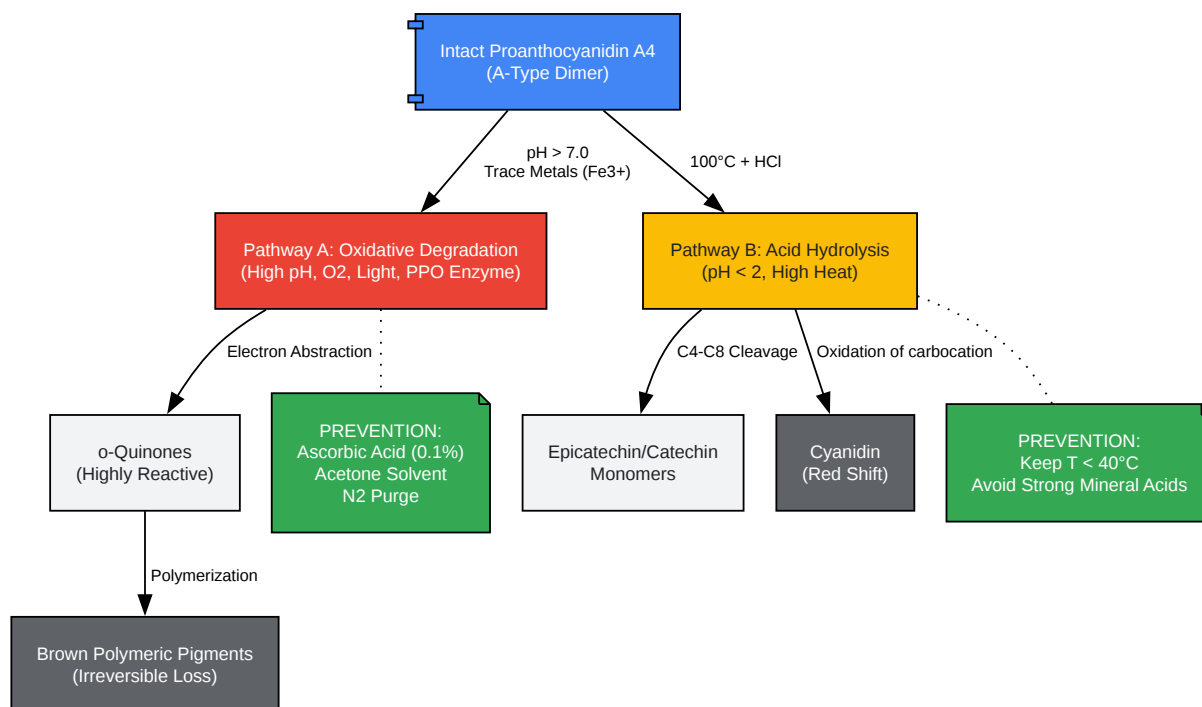 Intact Proanthocyanidin A4
(A-Type Dimer)
pH > 7.0
Trace Metals (Fe3+)
100°C + HCl
Pathway A: Oxidative Degradation
(High pH, O2, Light, PPO Enzyme)
Pathway B: Acid Hydrolysis
(pH < 2, High Heat)
Electron Abstraction
C4-C8 Cleavage
Oxidation of carbocation
o-Quinones
(Highly Reactive)
PREVENTION:
Ascorbic Acid (0.1%)
Acetone Solvent
N2 Purge
Epicatechin/Catechin
Monomers
Cyanidin
(Red Shift)
PREVENTION:
Keep T < 40°C
Avoid Strong Mineral Acids
Polymerization
Brown Polymeric Pigments
(Irreversible Loss)